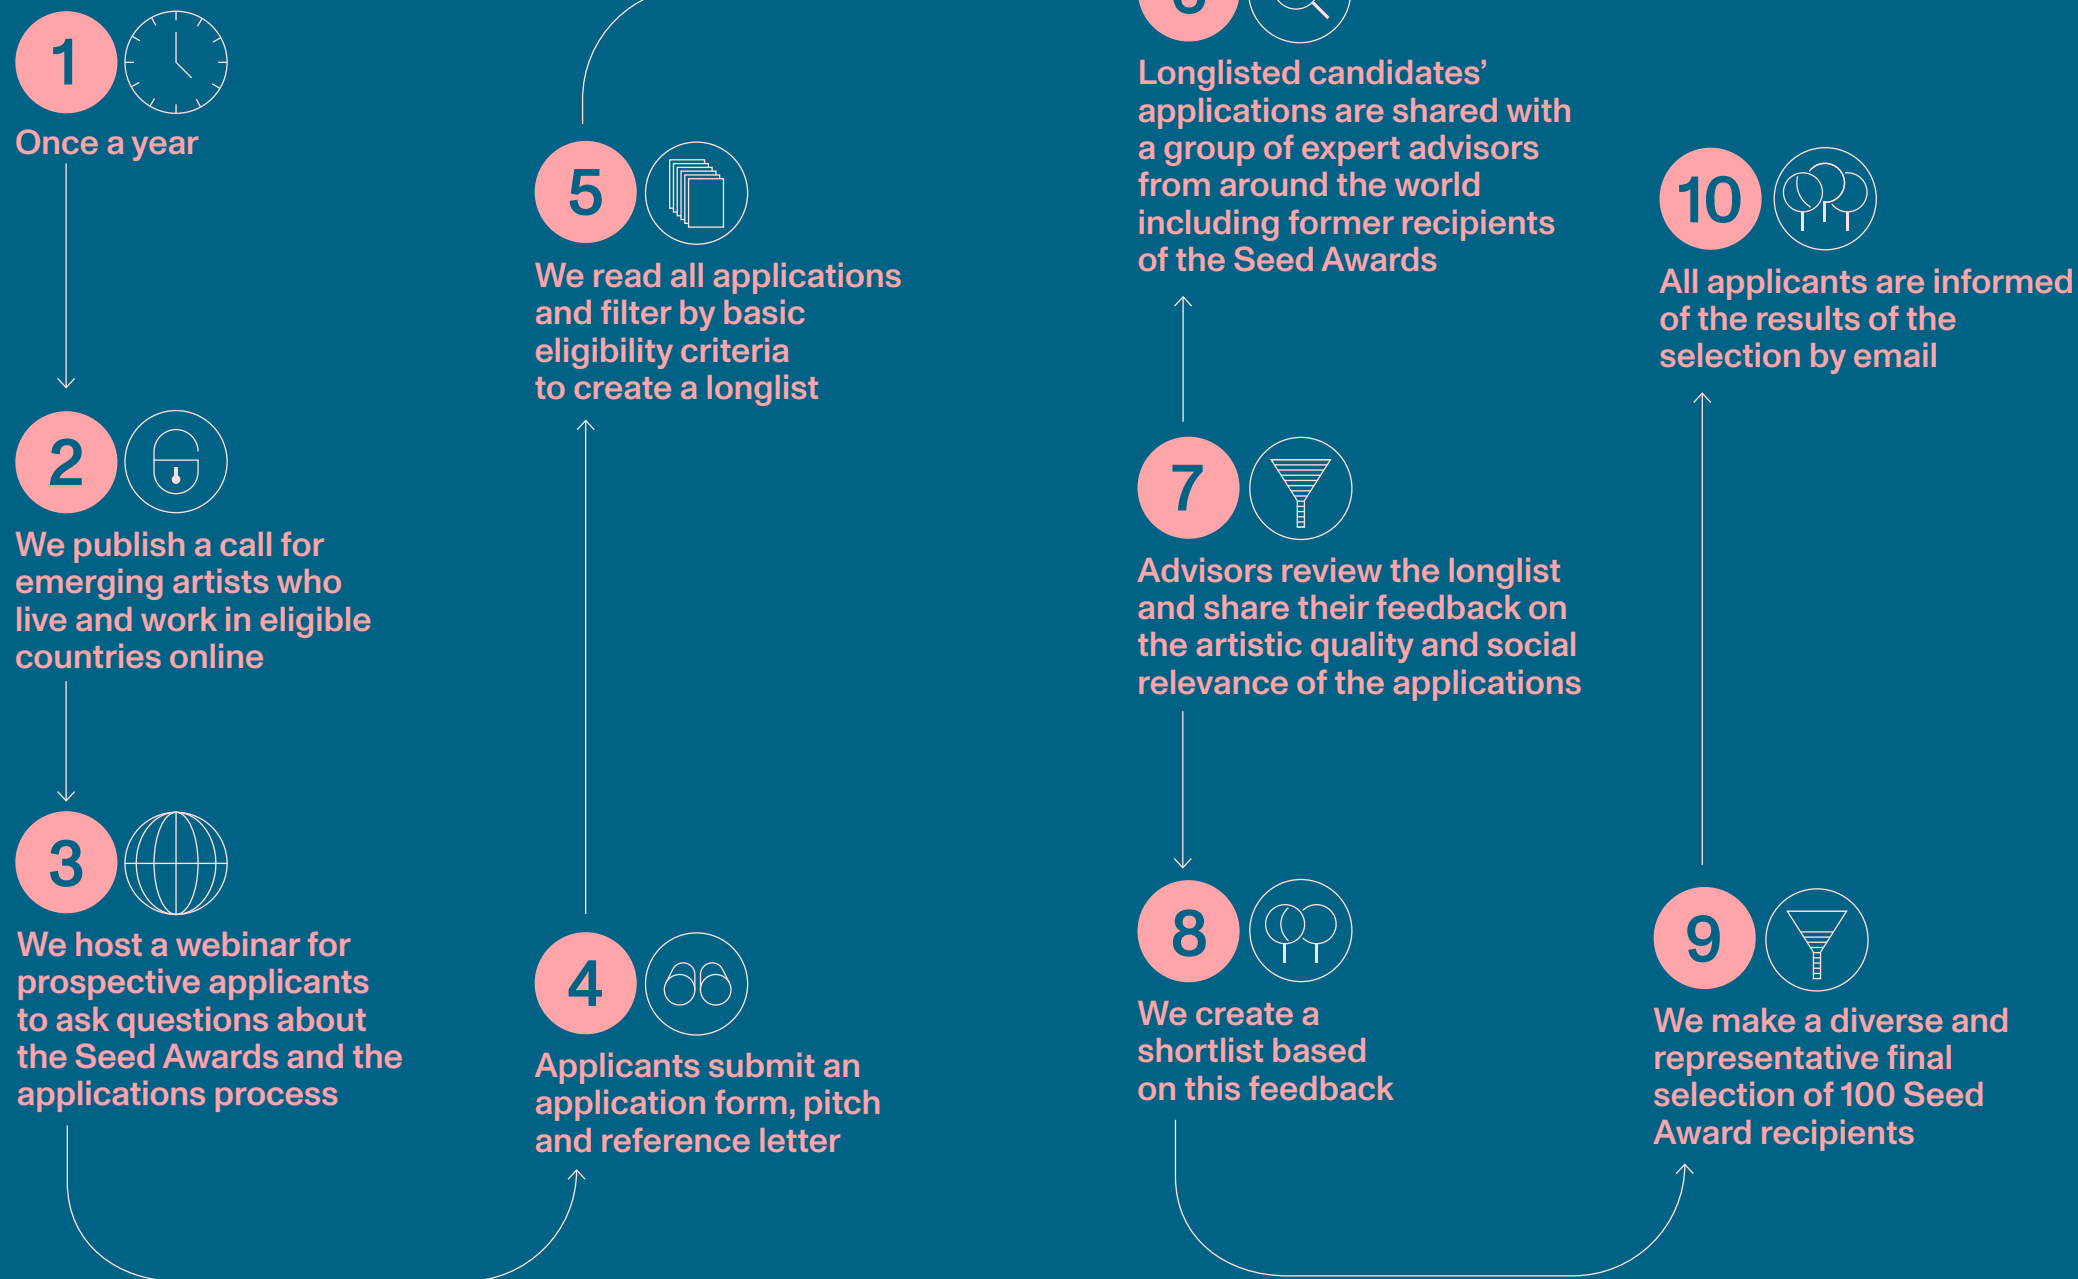 1
Once a year
2
We publish a call for
emerging artists who
live and work in eligible
countries online
3
We host a webinar for
prospective applicants
to ask questions about
the Seed Awards and the
applications process
4
Applicants submit an
application form, pitch
and reference letter
5
We read all applications
and filter by basic
eligibility criteria
to create a longlist
Longlisted candidates’
applications are shared with
a group of expert advisors
from around the world
including former recipients
of the Seed Awards
7
Advisors review the longlist
and share their feedback on
the artistic quality and social
relevance of the applications
8
We create a
shortlist based
on this feedback
9
We make a diverse and
representative final
selection of 100 Seed
Award recipients
10
All applicants are informed
of the results of the
selection by email